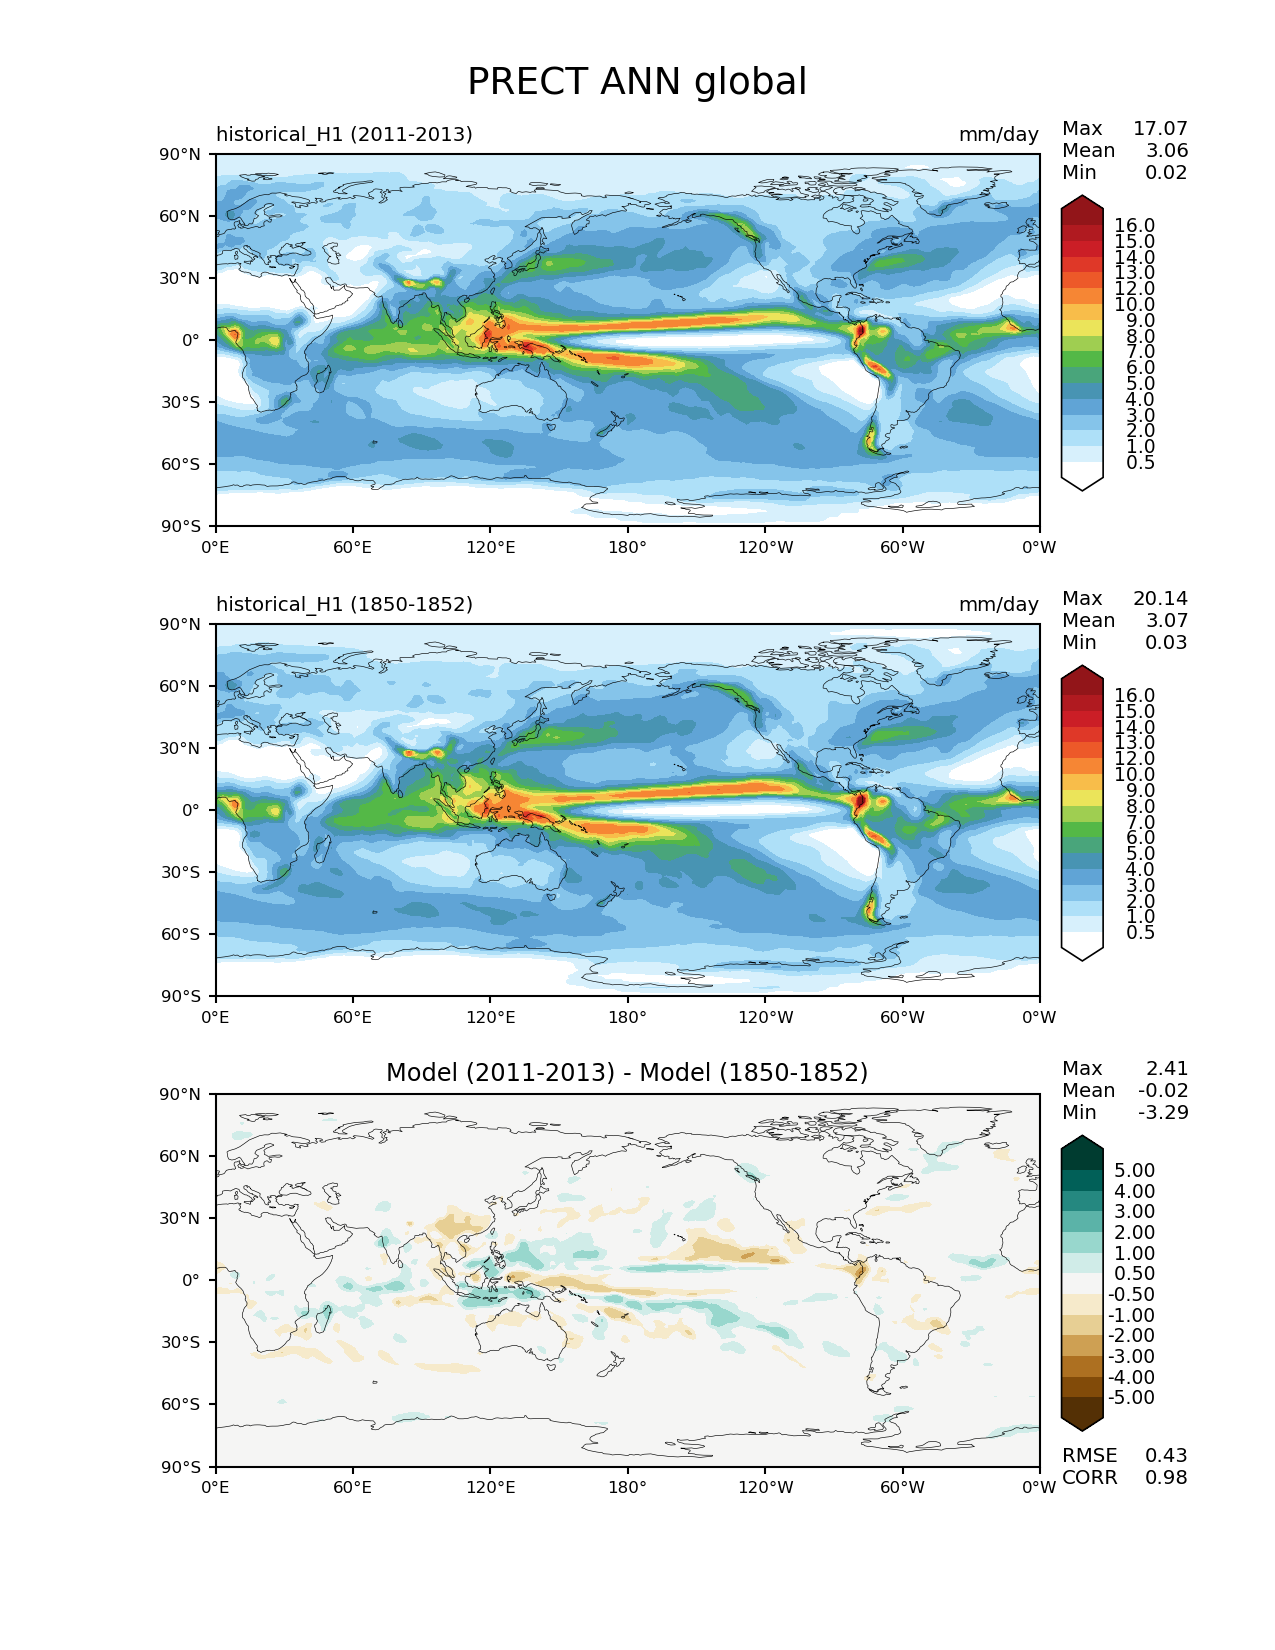 PRECT ANN global
historical_H1 (2011-2013) mm/day
Max 17.07
Mean 3.06
Min 0.02
90°N
60°N
30°N
0°
30°S
60°S
90°S
0°E 60°E 120°E 180° 120°W 60°W 0°W
16.0
15.0
14.0
13.0
12.0
10.0
9.0
8.0
7.0
6.0
5.0
4.0
3.0
2.0
1.0
0.5
historical_H1 (1850-1852) mm/day
Max 20.14
Mean 3.07
Min 0.03
90°N
60°N
30°N
0°
30°S
60°S
90°S
0°E 60°E 120°E 180° 120°W 60°W 0°W
16.0
15.0
14.0
13.0
12.0
10.0
9.0
8.0
7.0
6.0
5.0
4.0
3.0
2.0
1.0
0.5
Model (2011-2013) - Model (1850-1852)
Max 2.41
Mean -0.02
Min -3.29
90°N
60°N
30°N
0°
30°S
60°S
90°S
0°E 60°E 120°E 180° 120°W 60°W 0°W
5.00
4.00
3.00
2.00
1.00
0.50
-0.50
-1.00
-2.00
-3.00
-4.00
-5.00
RMSE 0.43
CORR 0.98